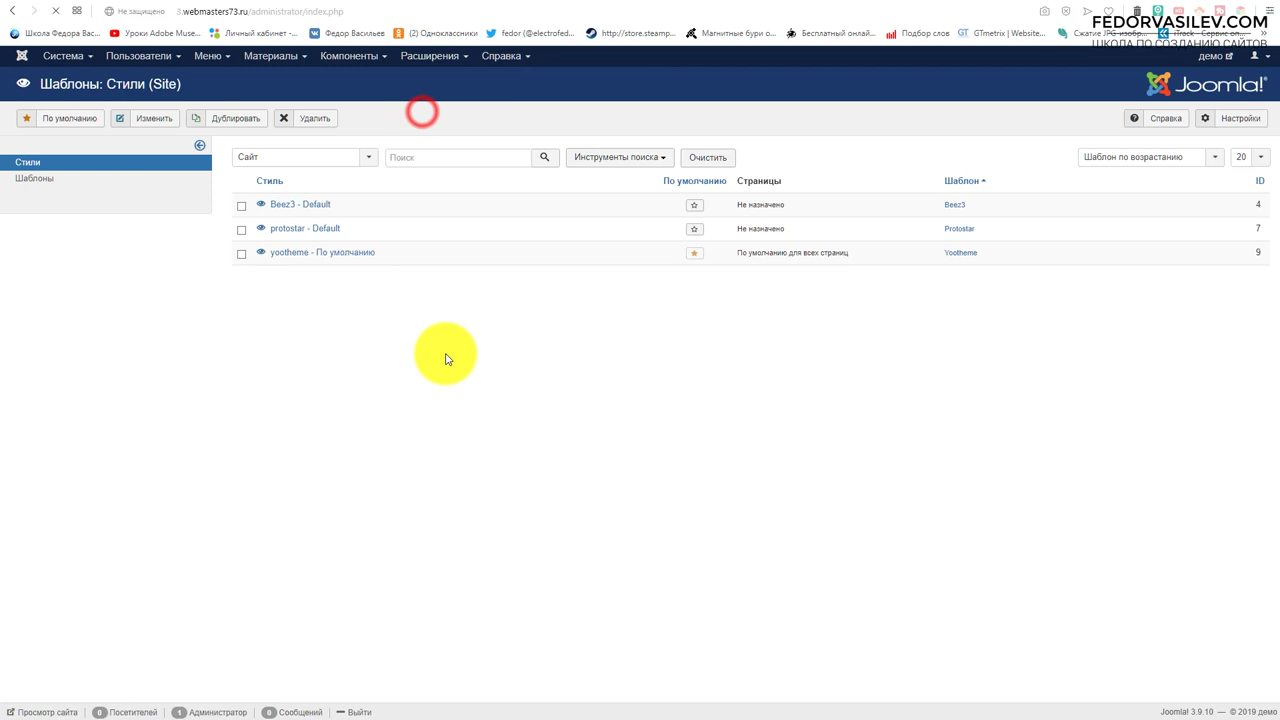 Не защищено 3.webmasters73.ru/administrator/index.php
FEDORVASILEV.COM
Школа Федора Вас... Уроки Adobe Muse... Личный кабинет -... Федор Васильев (2) Одноклассники fedor (@electrofed... http://store.steamp... Магнитные бури о... Бесплатный онлай... Подбор слов GTmetrix | Website... Сжатие JPG-изобр... iTrack - Сервис оп...
ШКОЛА ПО СОЗДАНИЮ САЙТОВ
Система Пользователи Меню Материалы Компоненты Расширения Справка демо
Шаблоны: Стили (Site) Joomla!
По умолчанию Изменить Дублировать Удалить Справка Настройки
Стили
Шаблоны
Сайт Поиск Инструменты поиска Очистить Шаблон по возрастанию 20
Стиль По умолчанию Страницы Шаблон ID
Beez3 - Default Не назначено Beez3 4
protostar - Default Не назначено Protostar 7
yootheme - По умолчанию По умолчанию для всех страниц Yootheme 9
Просмотр сайта 0 Посетителей 1 Администратор 0 Сообщений Выйти Joomla! 3.9.10 — © 2019 демо